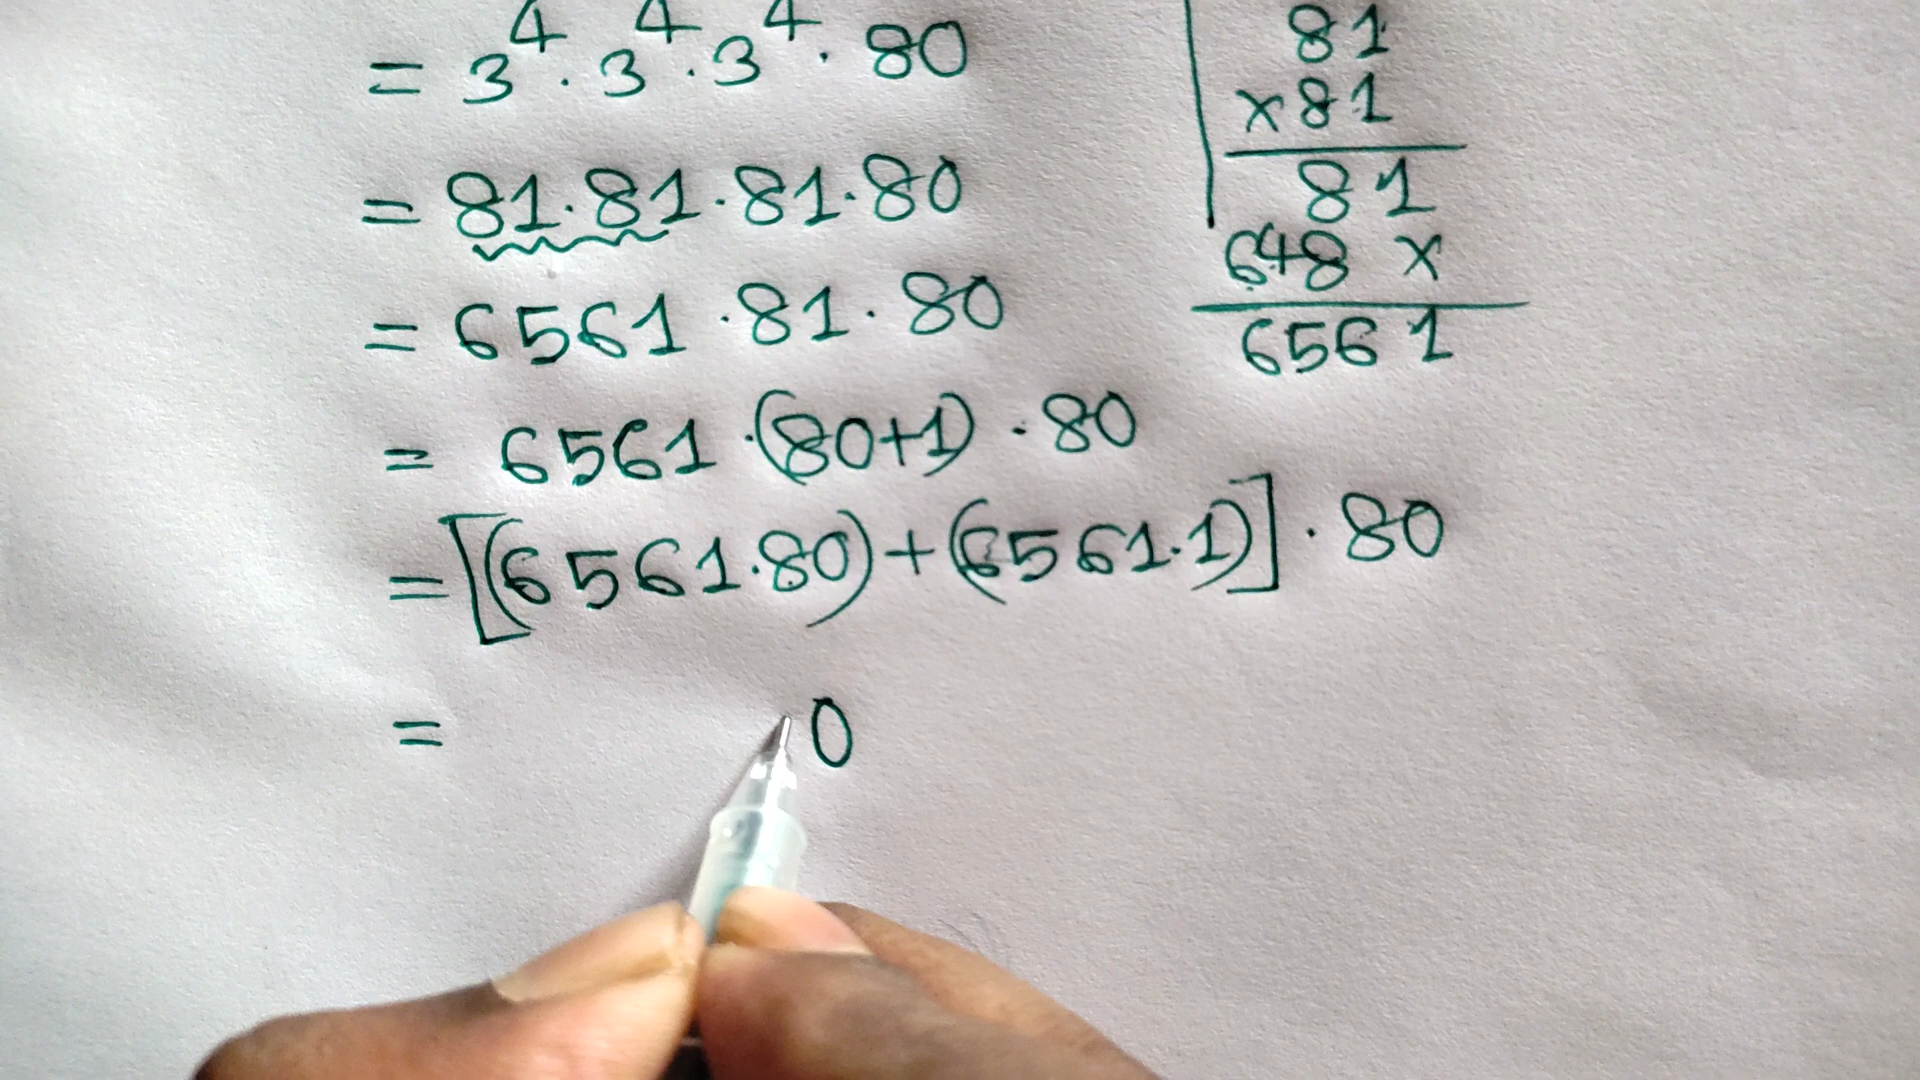 = 3⁴ · 3⁴ · 3⁴ · 80
= 81 · 81 · 81 · 80
= 6561 · 81 · 80
= 6561 · (80+1) · 80
= [(6561 · 80) + (6561 · 1)] · 80
= 0
81
×81
81
648 ×
6561